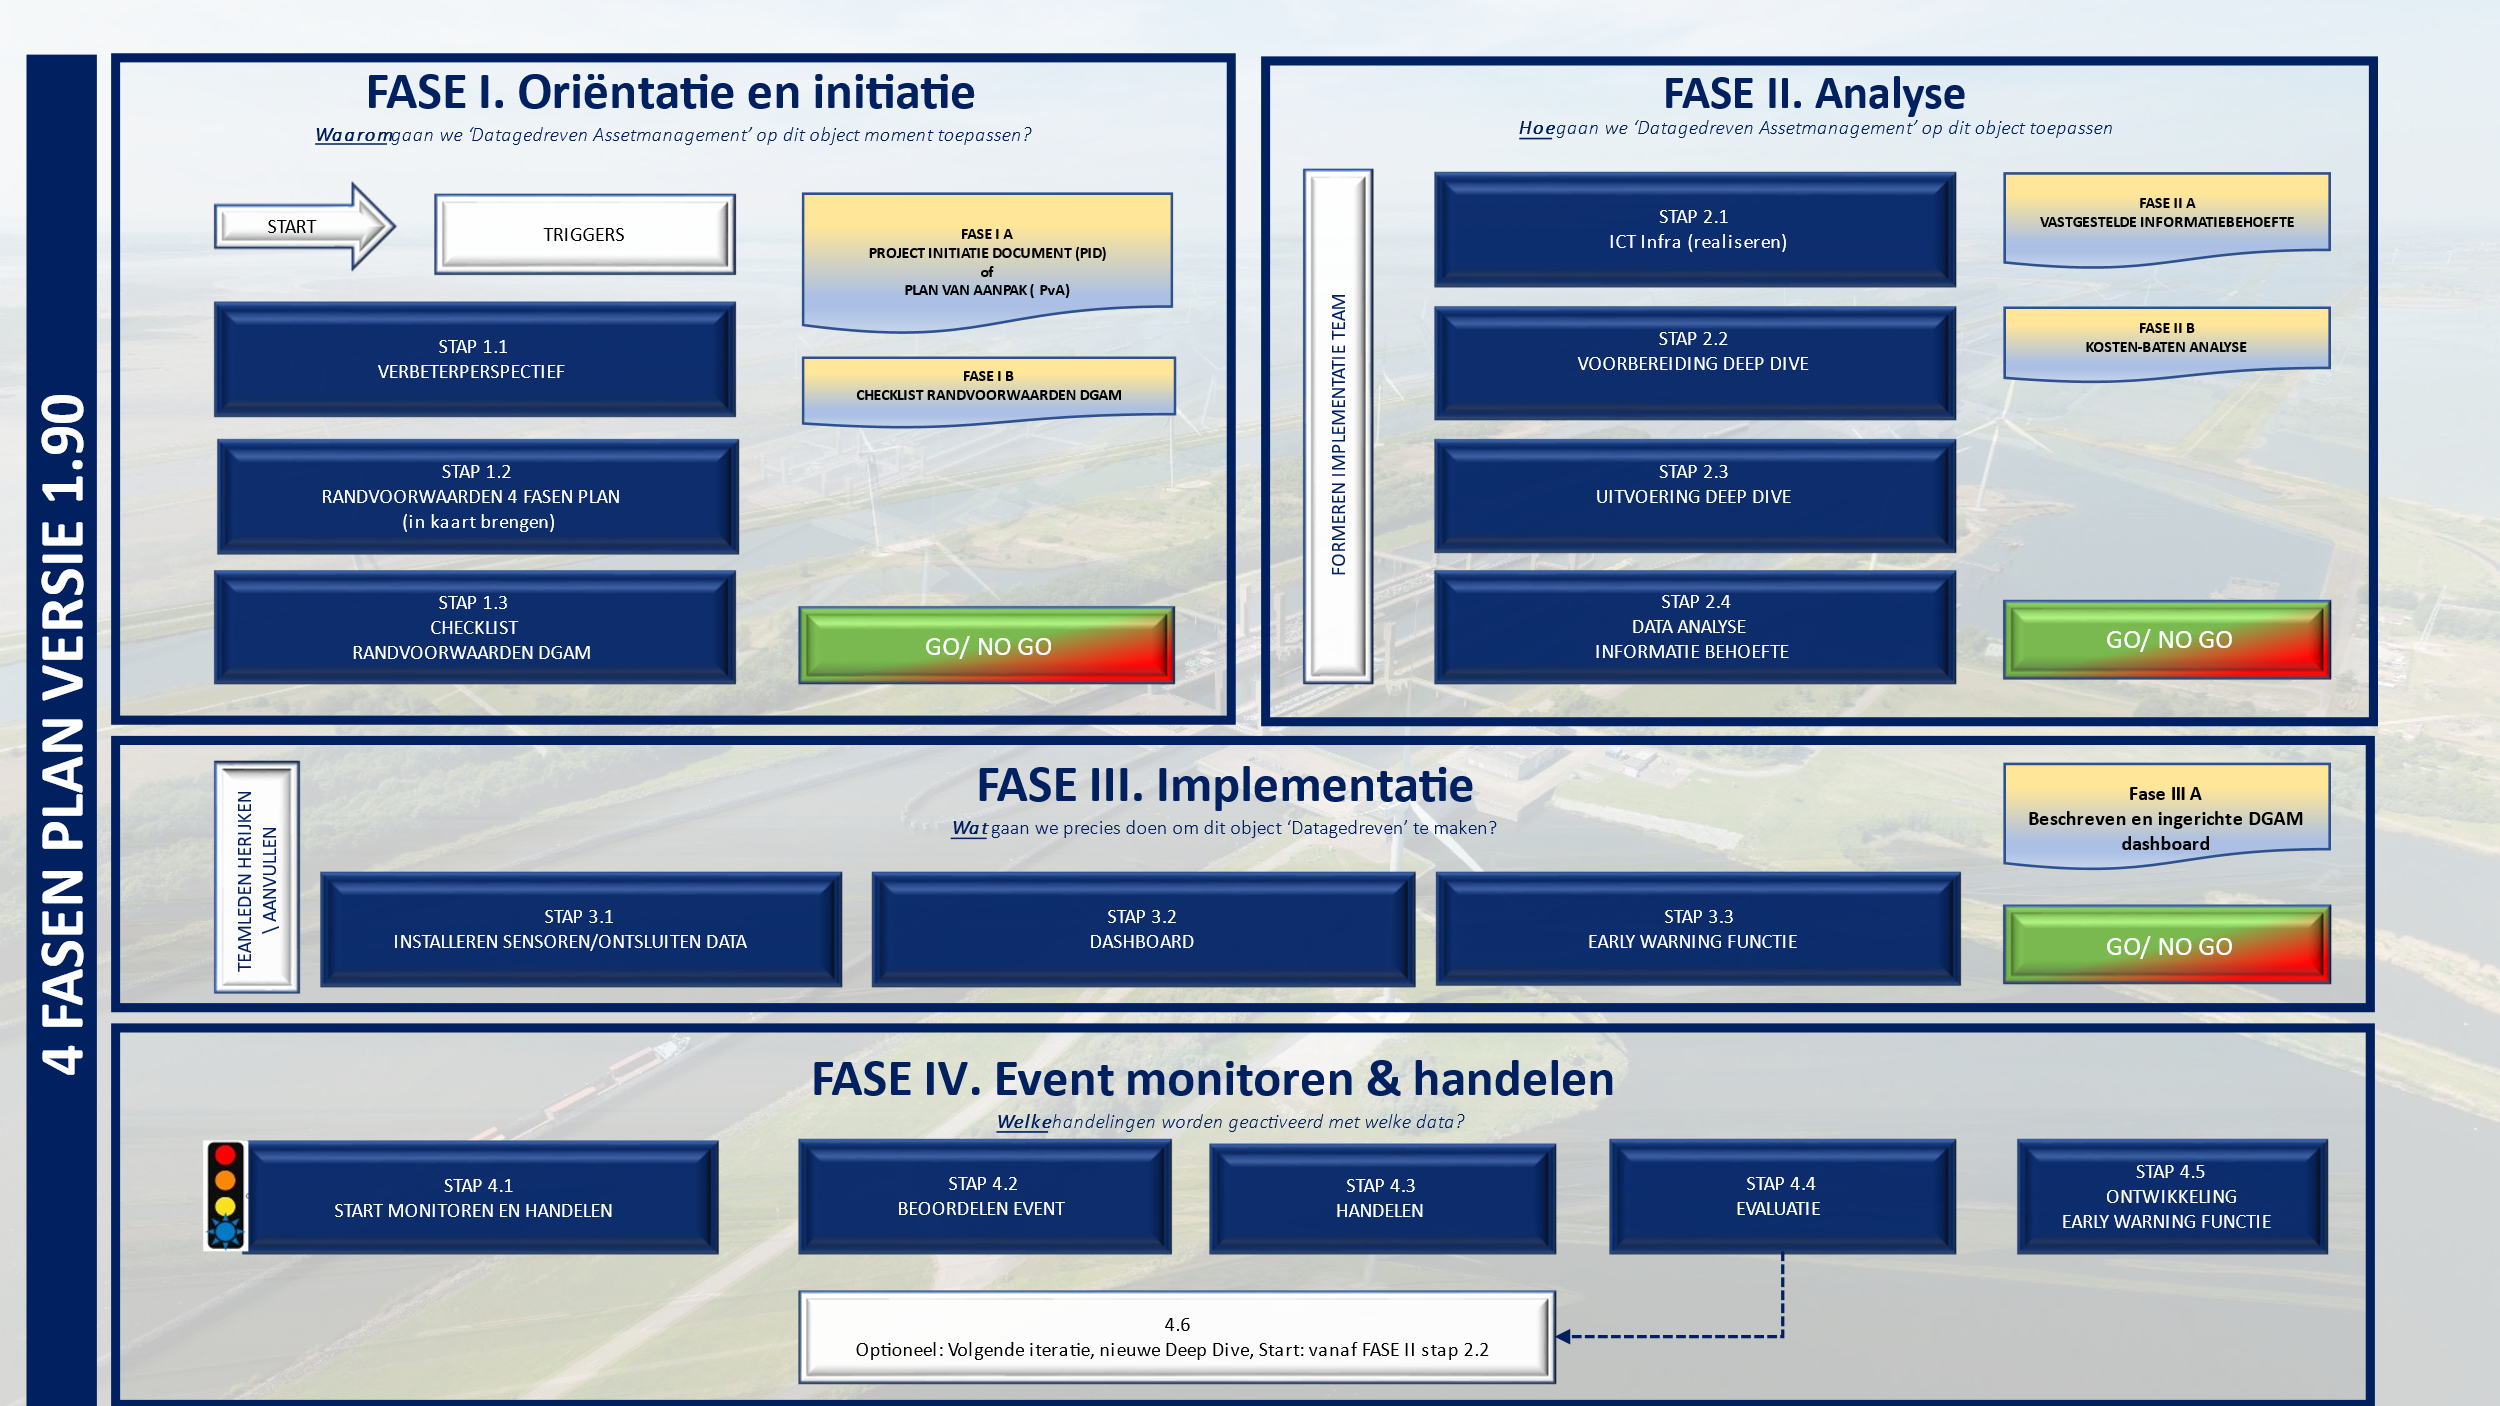 4 FASEN PLAN VERSIE 1.90
FASE I. Oriëntatie en initiatie
Waarom gaan we ‘Datagedreven Assetmanagement’ op dit object moment toepassen?
START
TRIGGERS
STAP 1.1
VERBETERPERSPECTIEF
STAP 1.2
RANDVOORWAARDEN 4 FASEN PLAN
(in kaart brengen)
STAP 1.3
CHECKLIST
RANDVOORWAARDEN DGAM
FASE I A
PROJECT INITIATIE DOCUMENT (PID)
of
PLAN VAN AANPAK ( PvA)
FASE I B
CHECKLIST RANDVOORWAARDEN DGAM
GO/ NO GO
FASE II. Analyse
Hoe gaan we ‘Datagedreven Assetmanagement’ op dit object toepassen
FORMEREN IMPLEMENTATIE TEAM
STAP 2.1
ICT Infra (realiseren)
STAP 2.2
VOORBEREIDING DEEP DIVE
STAP 2.3
UITVOERING DEEP DIVE
STAP 2.4
DATA ANALYSE
INFORMATIE BEHOEFTE
FASE II A
VASTGESTELDE INFORMATIEBEHOEFTE
FASE II B
KOSTEN-BATEN ANALYSE
GO/ NO GO
FASE III. Implementatie
Wat gaan we precies doen om dit object ‘Datagedreven’ te maken?
TEAMLEDEN HERIJKEN
\ AANVULLEN
STAP 3.1
INSTALLEREN SENSOREN/ONTSLUITEN DATA
STAP 3.2
DASHBOARD
STAP 3.3
EARLY WARNING FUNCTIE
Fase III A
Beschreven en ingerichte DGAM
dashboard
GO/ NO GO
FASE IV. Event monitoren & handelen
Welke handelingen worden geactiveerd met welke data?
STAP 4.1
START MONITOREN EN HANDELEN
STAP 4.2
BEOORDELEN EVENT
STAP 4.3
HANDELEN
STAP 4.4
EVALUATIE
STAP 4.5
ONTWIKKELING
EARLY WARNING FUNCTIE
4.6
Optioneel: Volgende iteratie, nieuwe Deep Dive, Start: vanaf FASE II stap 2.2